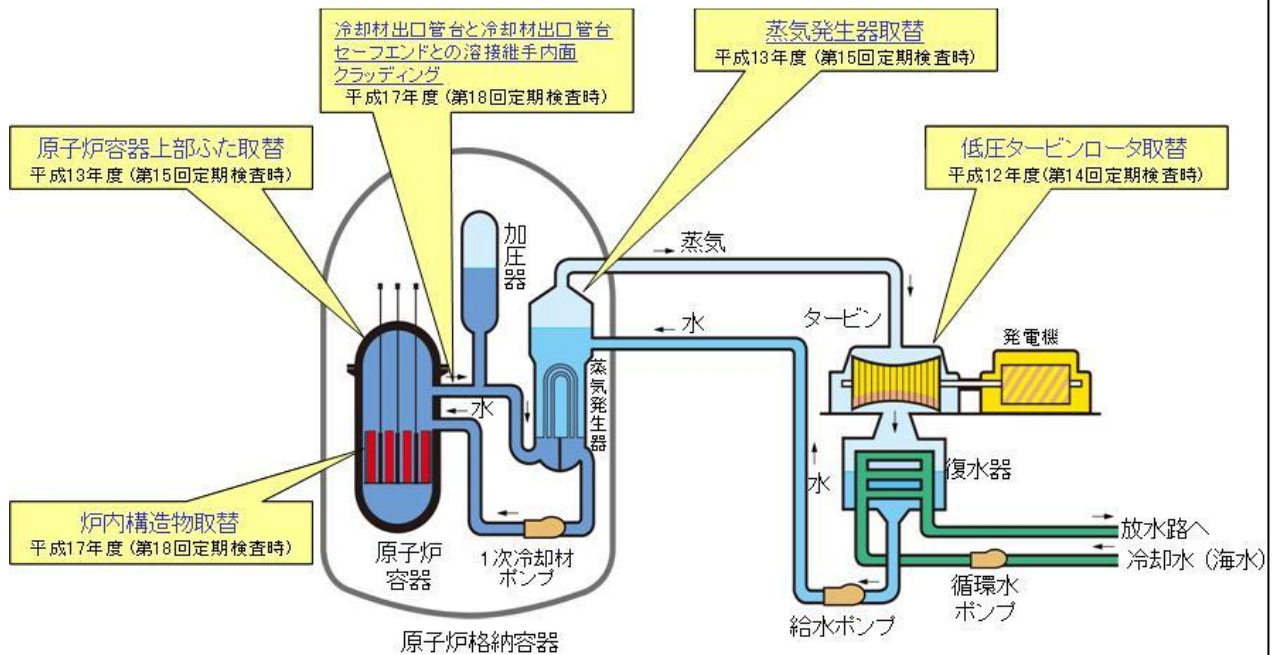 冷却材出口管台と冷却材出口管台
セーフエンドとの溶接継手内面
クラッディング
平成17年度(第18回定期検査時)
蒸気発生器取替
平成13年度(第15回定期検査時)
原子炉容器上部ふた取替
平成13年度(第15回定期検査時)
低圧タービンロータ取替
平成12年度(第14回定期検査時)
加圧器
蒸気
水
タービン
発電機
蒸気発生器
水
復水器
水
炉内構造物取替
平成17年度(第18回定期検査時)
原子炉
容器
1次冷却材
ポンプ
放水路へ
冷却水(海水)
循環水
ポンプ
給水ポンプ
原子炉格納容器